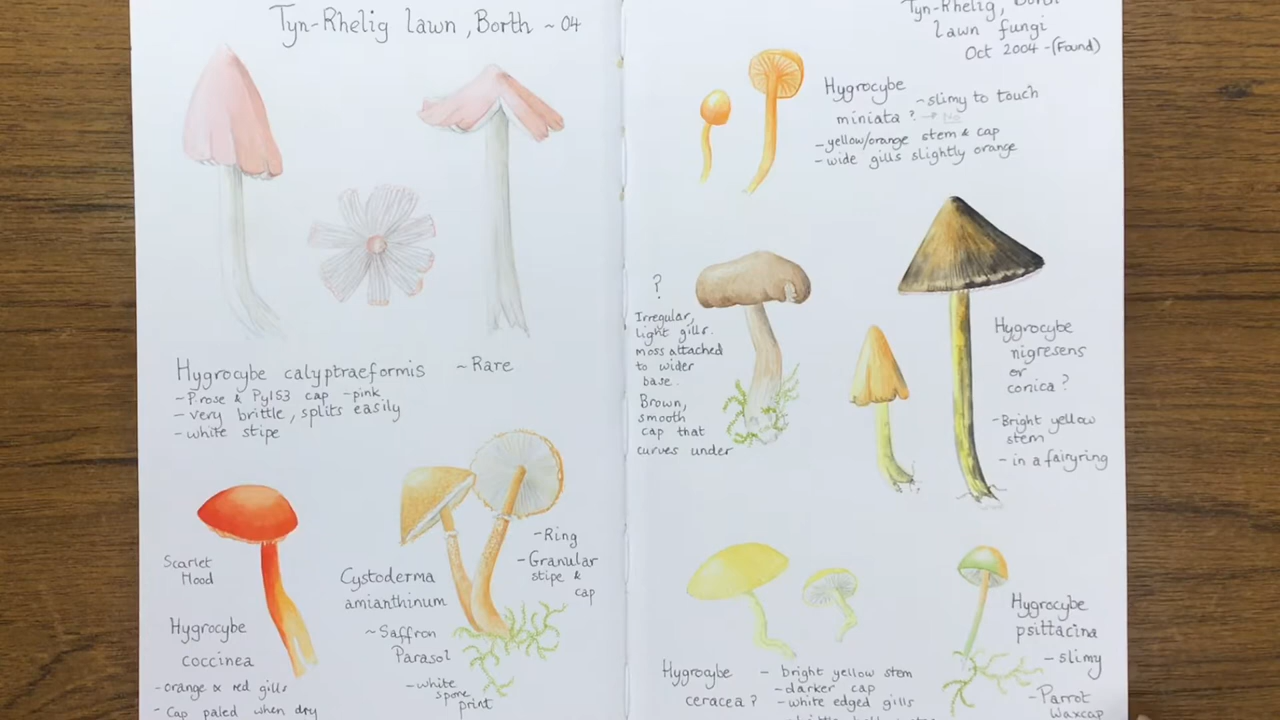 Tyn-Rhelig lawn, Borth ~ 04
Hygrocybe calyptraeformis ~ Rare
~ P.rose & Py153 cap -pink
- very brittle, splits easily
- white stipe
Scarlet
Hood
Hygrocybe
coccinea
- orange & red gills
- Cap paled when dry
Cystoderma
amianthinum
~ Saffron
Parasol
- white
spore
print
- Ring
- Granular
stipe &
cap
Tyn-Rhelig, Borth
lawn fungi
Oct 2004 - (Found)
Hygrocybe
miniata ? → No
~ slimy to touch
- yellow/orange stem & cap
- wide gills slightly orange
?
Irregular,
light gills.
moss attached
to wider
base.
Brown,
smooth
cap that
curves under
Hygrocybe
nigresens
or
conica ?
- Bright yellow
stem
- in a fairyring
Hygrocybe
ceracea ?
- bright yellow stem
- darker cap
- white edged gills
Hygrocybe
psittacina
- slimy
- Parrot
Waxcap